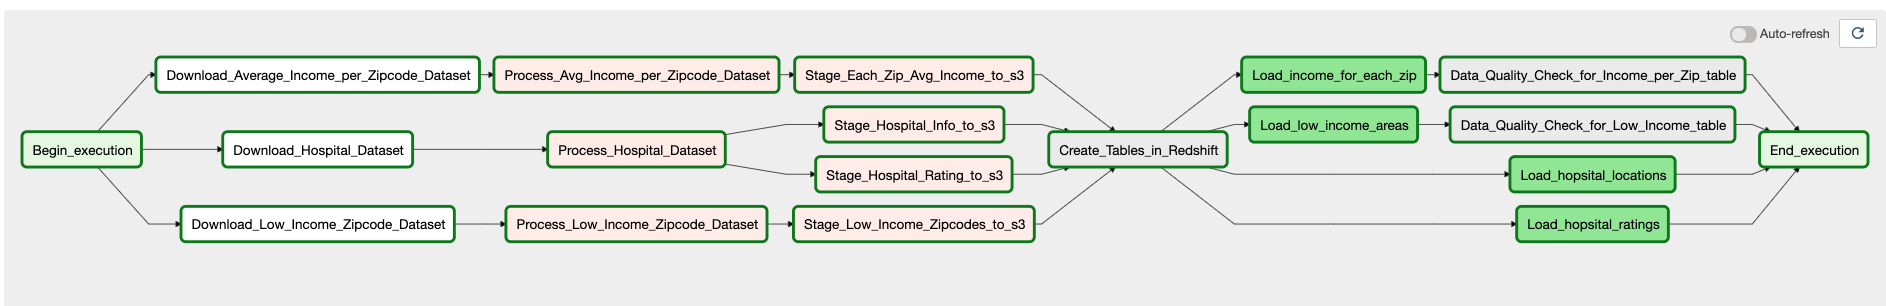 Auto-refresh
Download_Average_Income_per_Zipcode_Dataset
Process_Avg_Income_per_Zipcode_Dataset
Stage_Each_Zip_Avg_Income_to_s3
Load_income_for_each_zip
Data_Quality_Check_for_Income_per_Zip_table
Stage_Hospital_Info_to_s3
Load_low_income_areas
Data_Quality_Check_for_Low_Income_table
Begin_execution
Download_Hospital_Dataset
Process_Hospital_Dataset
Create_Tables_in_Redshift
End_execution
Stage_Hospital_Rating_to_s3
Load_hopsital_locations
Download_Low_Income_Zipcode_Dataset
Process_Low_Income_Zipcode_Dataset
Stage_Low_Income_Zipcodes_to_s3
Load_hopsital_ratings